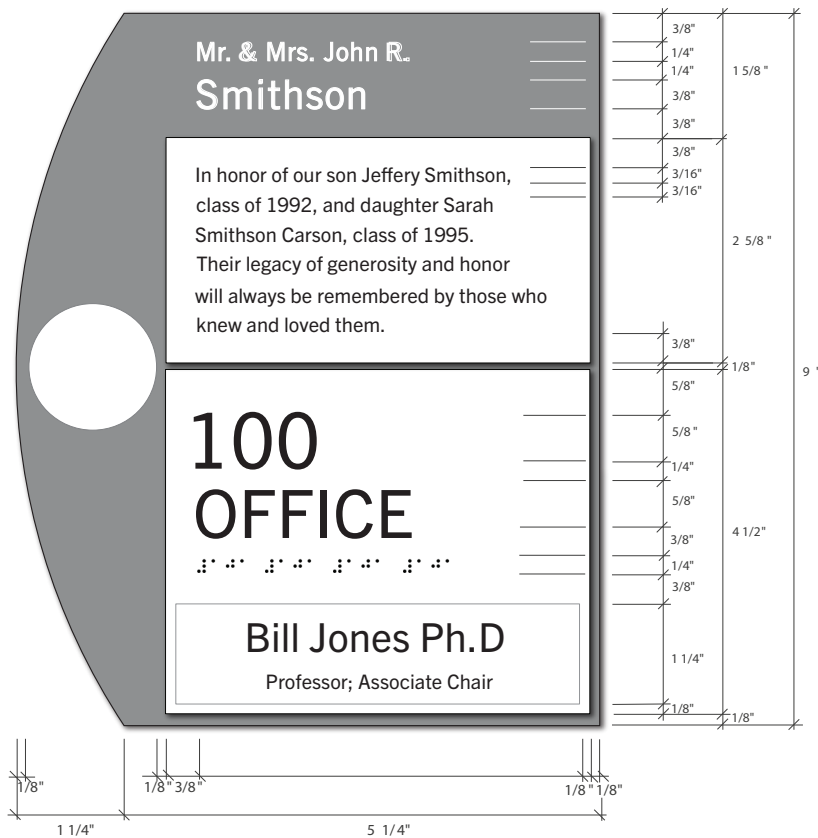 Mr. & Mrs. John R.
Smithson
In honor of our son Jeffery Smithson,
class of 1992, and daughter Sarah
Smithson Carson, class of 1995.
Their legacy of generosity and honor
will always be remembered by those who
knew and loved them.
100
OFFICE
Bill Jones Ph.D
Professor; Associate Chair
3/8"
1/4"
1/4"
3/8"
3/8"
3/8"
3/16"
3/16"
3/8"
5/8"
5/8"
1/4"
5/8"
3/8"
1/4"
3/8"
1 1/4"
1/8"
1 5/8"
2 5/8"
1/8"
4 1/2"
1/8"
9 "
1/8"
1/8" 3/8"
1/8" 1/8"
1 1/4"
5 1/4"